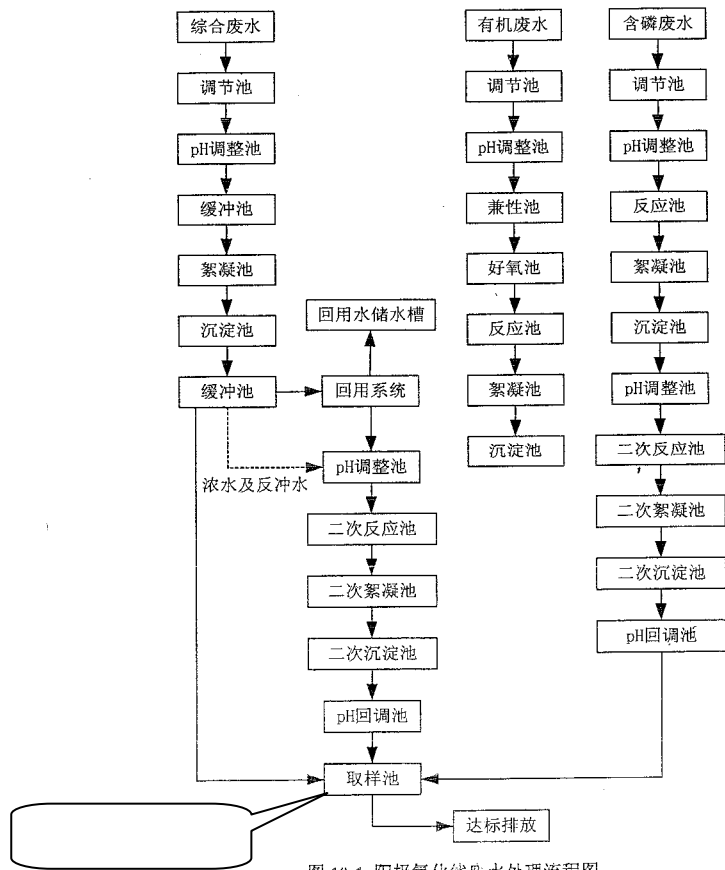 综合废水
调节池
pH调整池
缓冲池
絮凝池
沉淀池
缓冲池
浓水及反冲水
回用水储水槽
回用系统
pH调整池
二次反应池
二次絮凝池
二次沉淀池
pH回调池
取样池
达标排放
有机废水
调节池
pH调整池
兼性池
好氧池
反应池
絮凝池
沉淀池
含磷废水
调节池
pH调整池
反应池
絮凝池
沉淀池
pH调整池
二次反应池
二次絮凝池
二次沉淀池
pH回调池